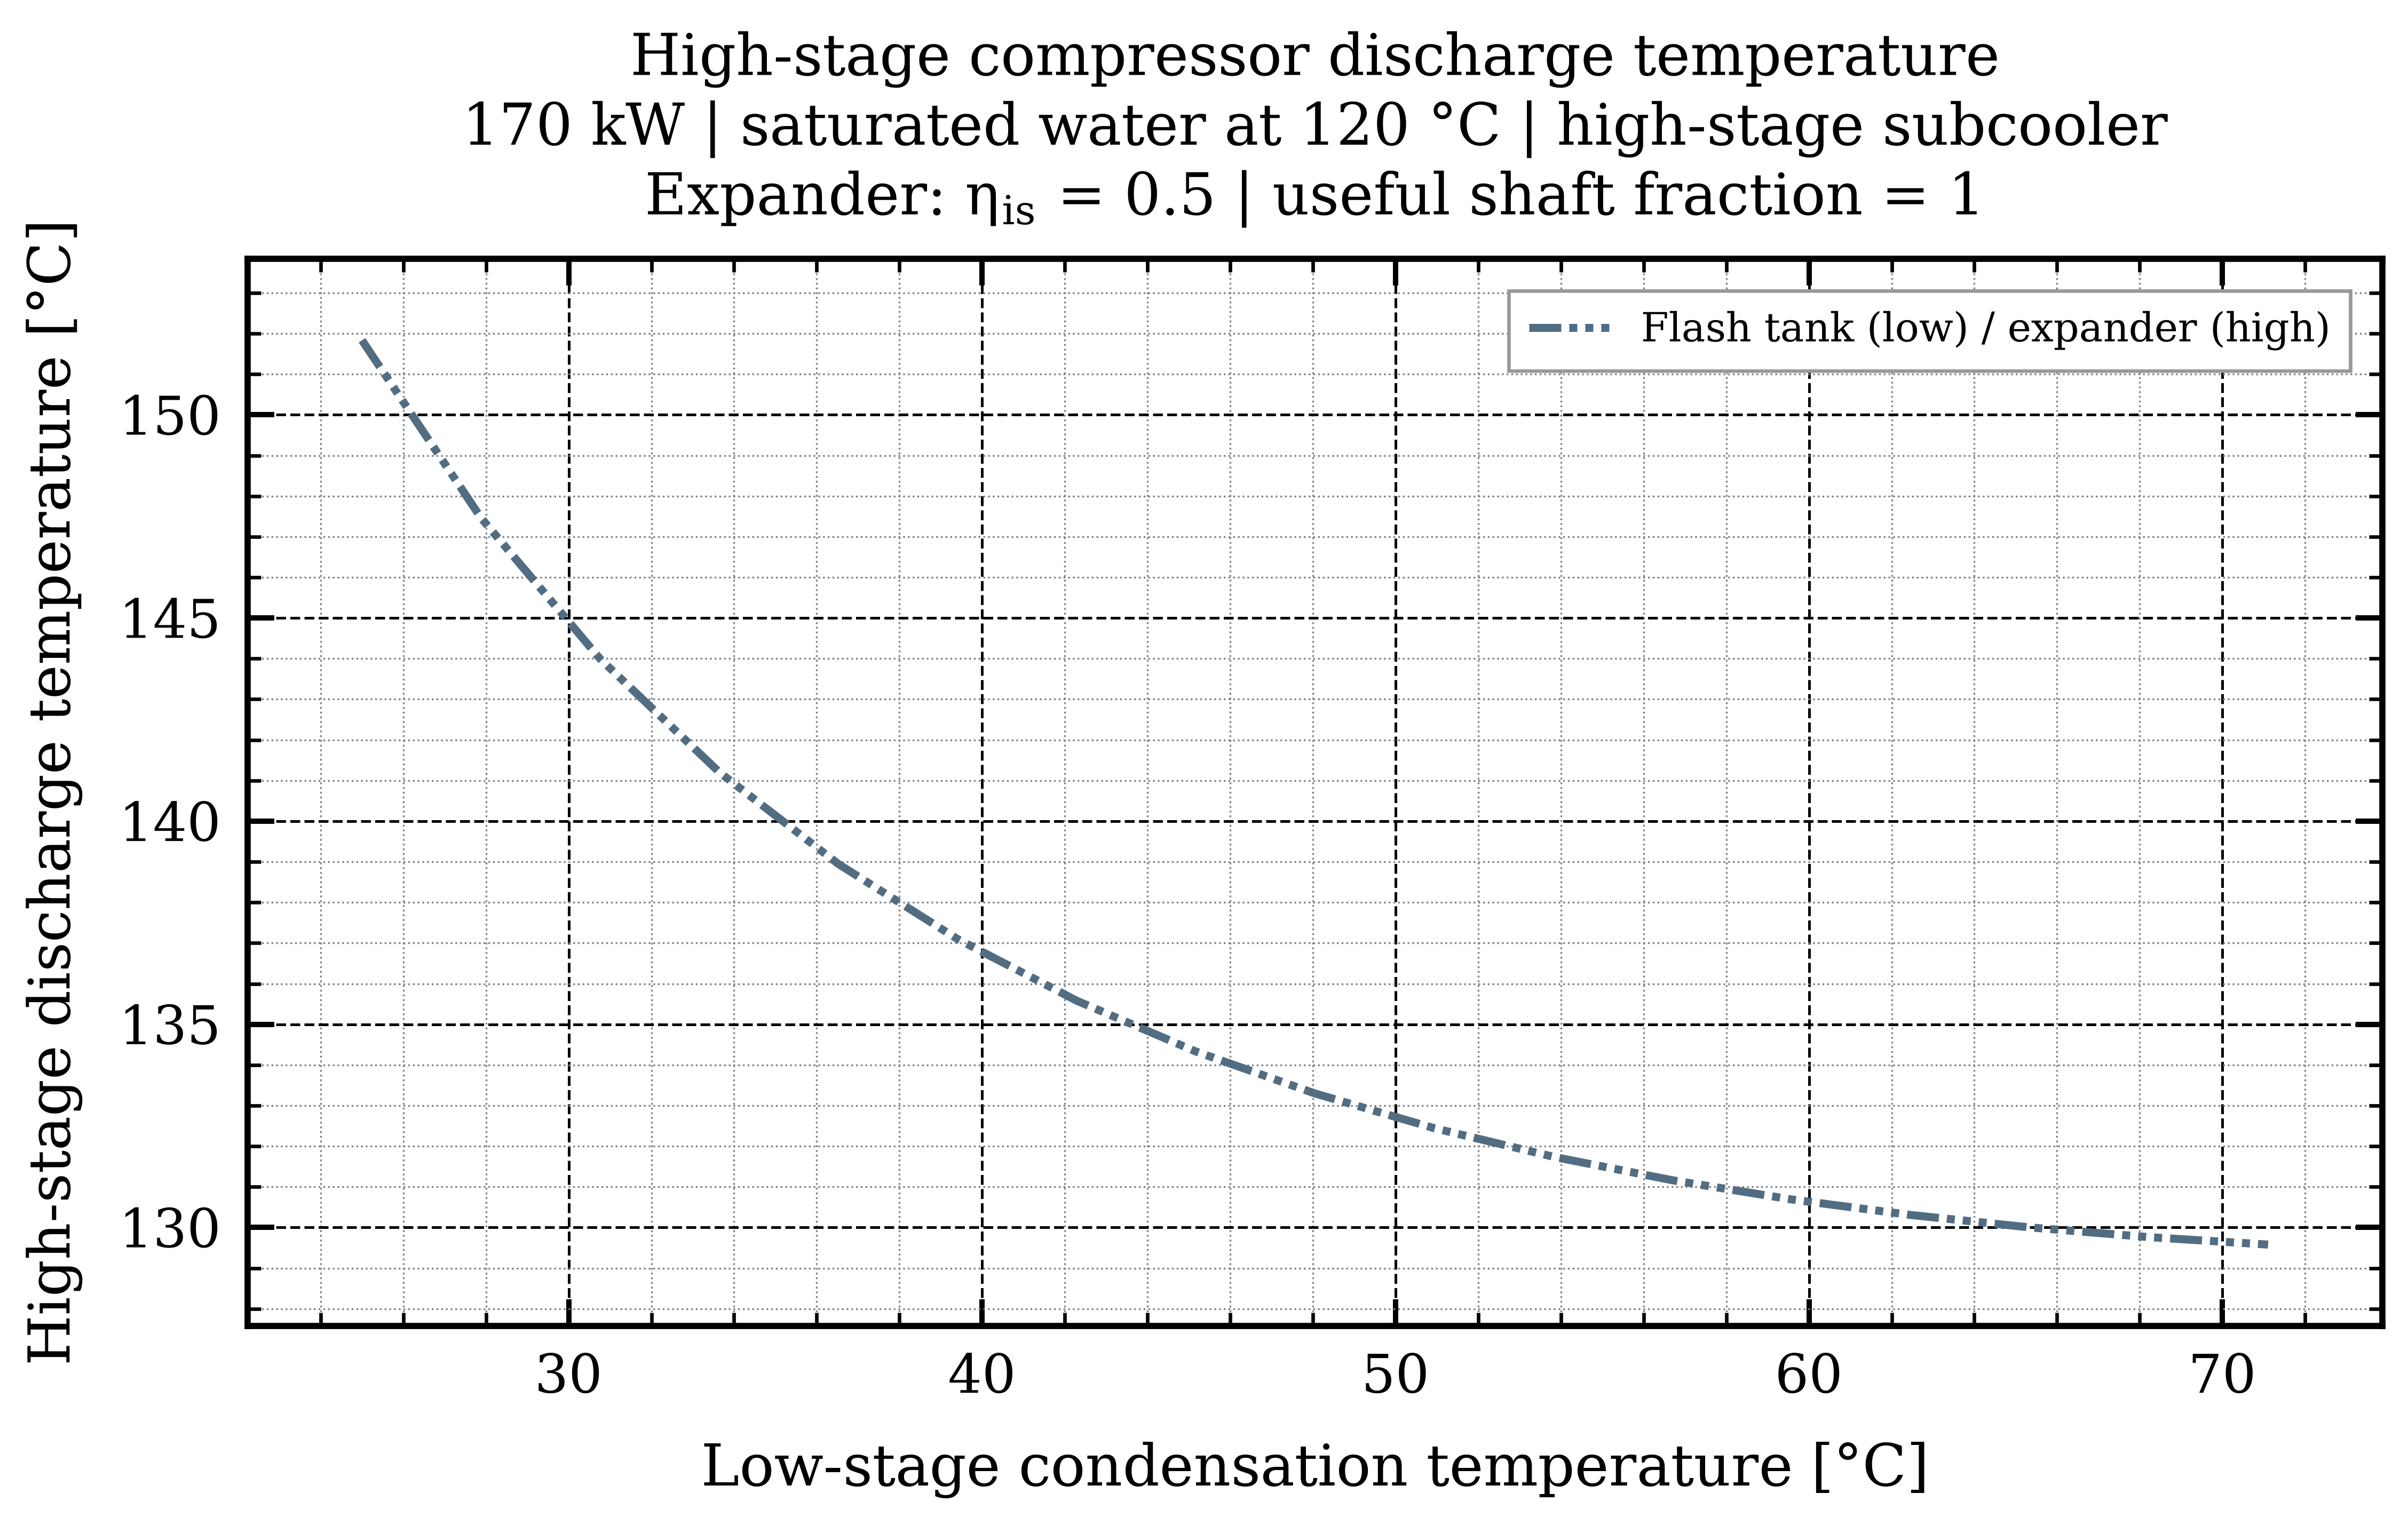 High-stage compressor discharge temperature
170 kW | saturated water at 120 °C | high-stage subcooler
Expander: ηis = 0.5 | useful shaft fraction = 1
High-stage discharge temperature [°C]
Flash tank (low) / expander (high)
150
145
140
135
130
30 40 50 60 70
Low-stage condensation temperature [°C]